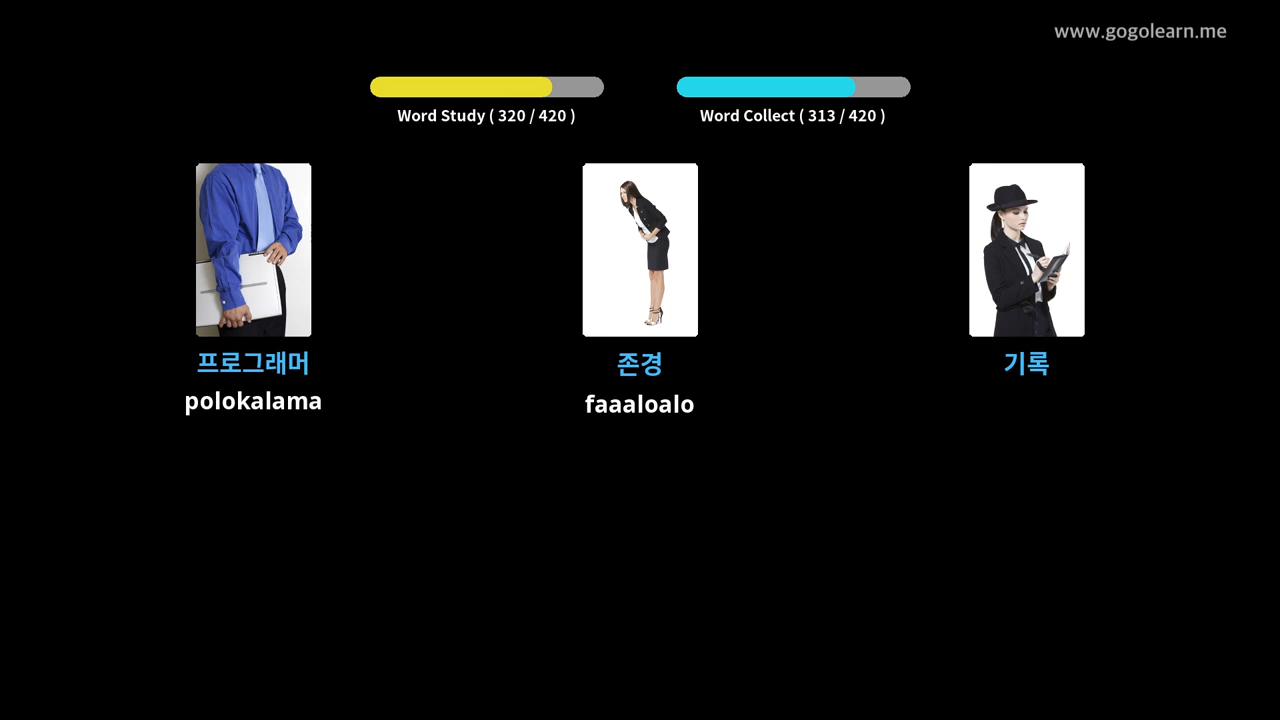 www.gogolearn.me
Word Study ( 320 / 420 )
Word Collect ( 313 / 420 )
프로그래머
polokalama
존경
faaaloalo
기록